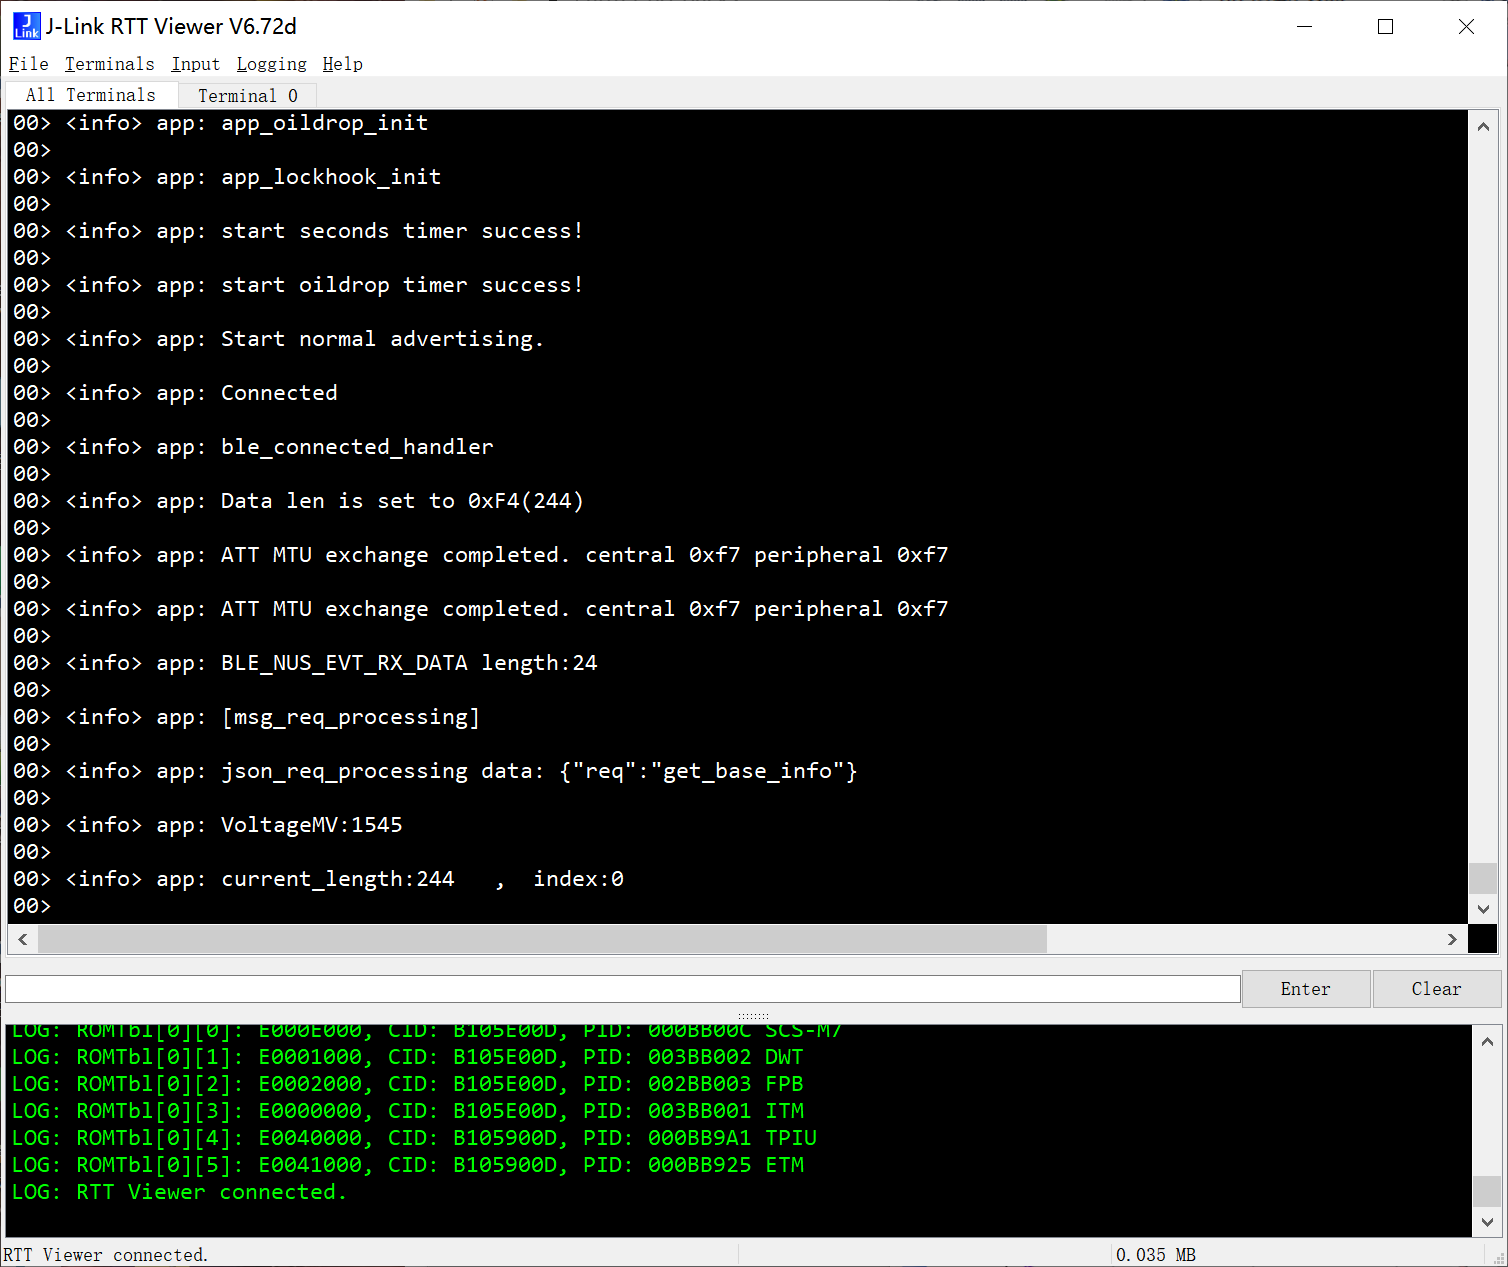 J-Link RTT Viewer V6.72d
File Terminals Input Logging Help
All Terminals Terminal 0
00> <info> app: app_oildrop_init
00>
00> <info> app: app_lockhook_init
00>
00> <info> app: start seconds timer success!
00>
00> <info> app: start oildrop timer success!
00>
00> <info> app: Start normal advertising.
00>
00> <info> app: Connected
00>
00> <info> app: ble_connected_handler
00>
00> <info> app: Data len is set to 0xF4(244)
00>
00> <info> app: ATT MTU exchange completed. central 0xf7 peripheral 0xf7
00>
00> <info> app: ATT MTU exchange completed. central 0xf7 peripheral 0xf7
00>
00> <info> app: BLE_NUS_EVT_RX_DATA length:24
00>
00> <info> app: [msg_req_processing]
00>
00> <info> app: json_req_processing data: {"req":"get_base_info"}
00>
00> <info> app: VoltageMV:1545
00>
00> <info> app: current_length:244   ,  index:0
00>
Enter Clear
LOG: ROMTbl[0][0]: E000E000, CID: B105E00D, PID: 000BB00C SCS-M7
LOG: ROMTbl[0][1]: E0001000, CID: B105E00D, PID: 003BB002 DWT
LOG: ROMTbl[0][2]: E0002000, CID: B105E00D, PID: 002BB003 FPB
LOG: ROMTbl[0][3]: E0000000, CID: B105E00D, PID: 003BB001 ITM
LOG: ROMTbl[0][4]: E0040000, CID: B105900D, PID: 000BB9A1 TPIU
LOG: ROMTbl[0][5]: E0041000, CID: B105900D, PID: 000BB925 ETM
LOG: RTT Viewer connected.
RTT Viewer connected. 0.035 MB